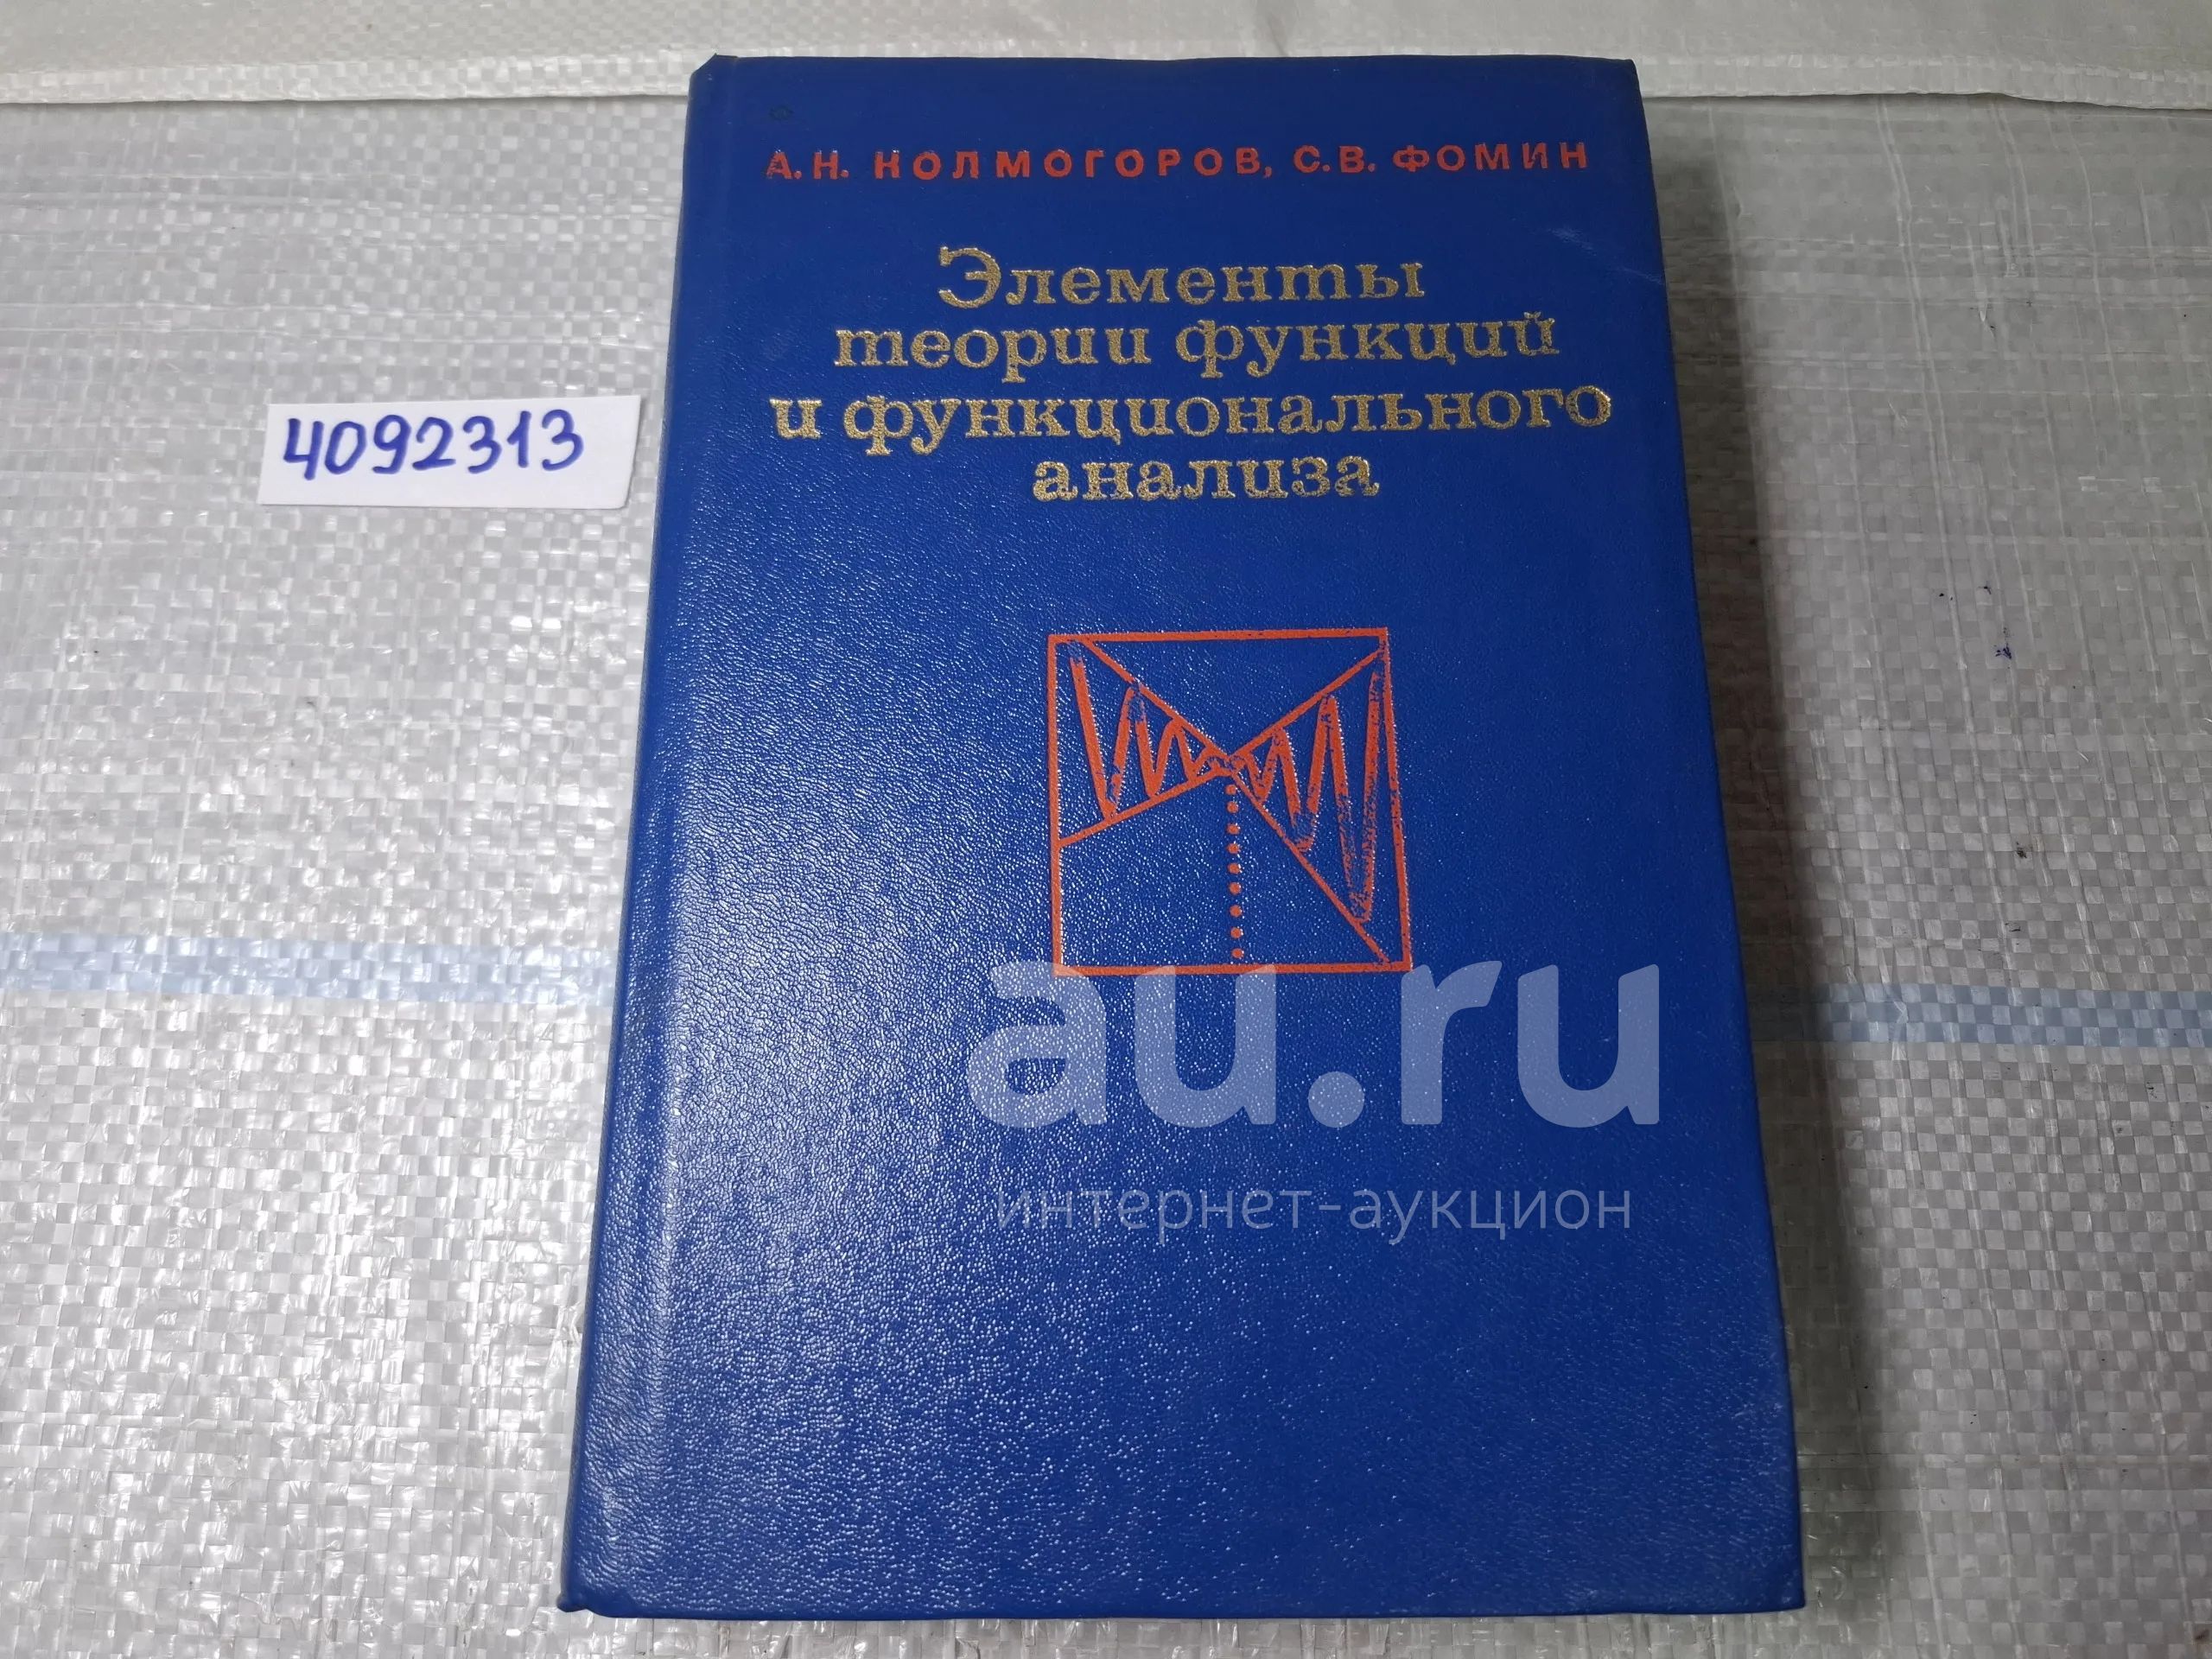 А.Н. КОЛМОГОРОВ, С.В. ФОМИН
Элементы
теории функций
и функционального
анализа
4092313
au.ru
интернет-аукцион